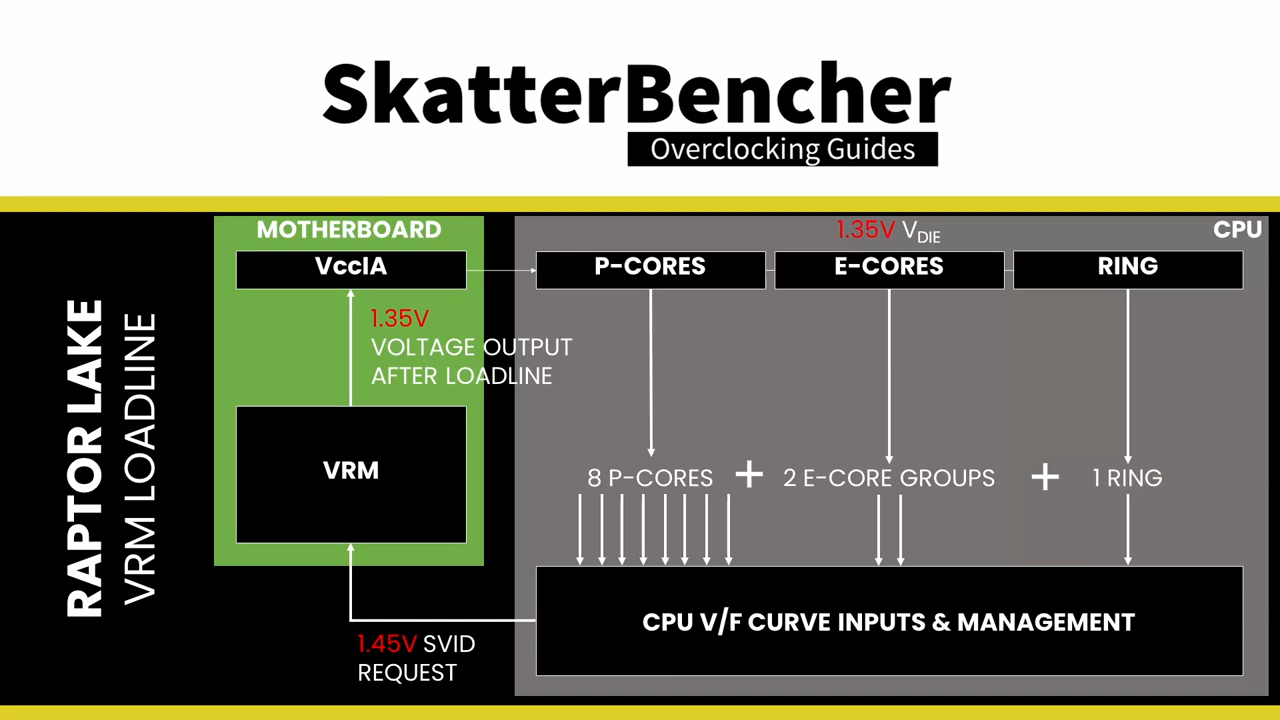 SkatterBencher
Overclocking Guides
RAPTOR LAKE
VRM LOADLINE
MOTHERBOARD
VccIA
1.35V
VOLTAGE OUTPUT
AFTER LOADLINE
VRM
1.45V SVID
REQUEST
1.35V VDIE
CPU
P-CORES
E-CORES
RING
8 P-CORES + 2 E-CORE GROUPS + 1 RING
CPU V/F CURVE INPUTS & MANAGEMENT